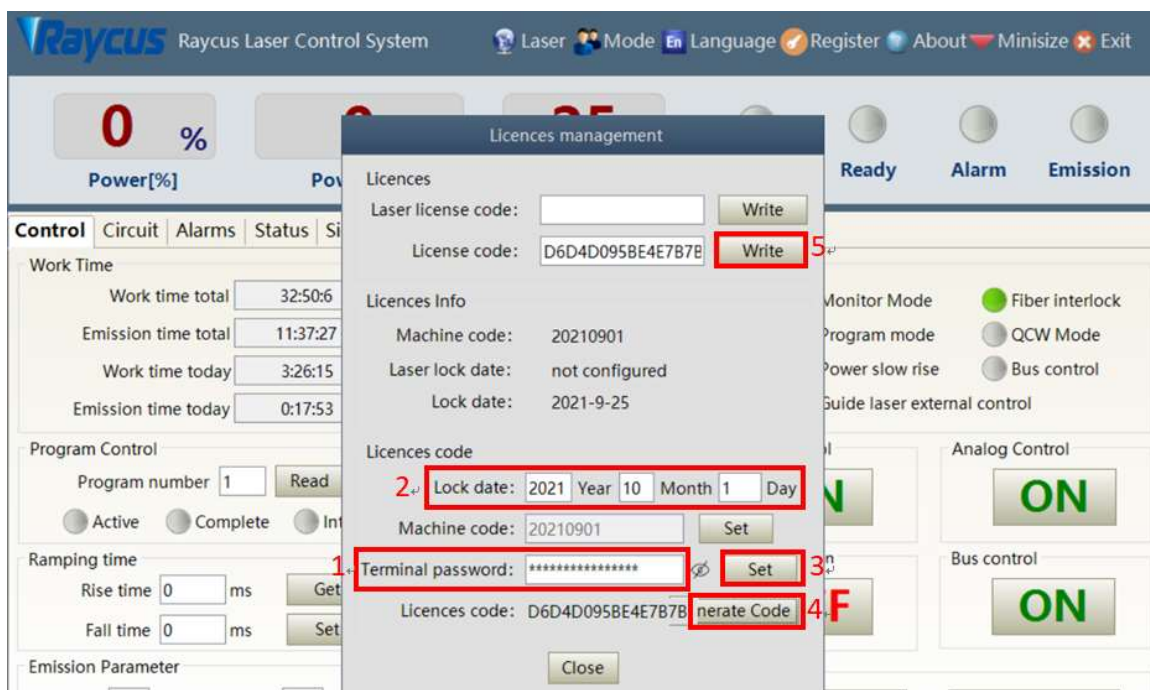 Raycus Raycus Laser Control System Laser Mode En Language Register About Minisize Exit
0 %
Power[%]
Ready Alarm Emission
Licences management
Licences
Laser license code: Write
License code: D6D4D095BE4E7B7B Write 5
Licences Info
Machine code: 20210901
Laser lock date: not configured
Lock date: 2021-9-25
Licences code
2 Lock date: 2021 Year 10 Month 1 Day
Machine code: 20210901 Set
1 Terminal password: **************** Set 3
Licences code: D6D4D095BE4E7B7B nerate Code 4
Close
Control Circuit Alarms Status Si
Work Time
Work time total 32:50:6
Emission time total 11:37:27
Work time today 3:26:15
Emission time today 0:17:53
Monitor Mode Fiber interlock
Program mode QCW Mode
Power slow rise Bus control
Guide laser external control
Program Control
Program number 1 Read
Active Complete Int
Analog Control
ON
Ramping time
Rise time 0 ms Get
Fall time 0 ms Set
Bus control
F ON
Emission Parameter